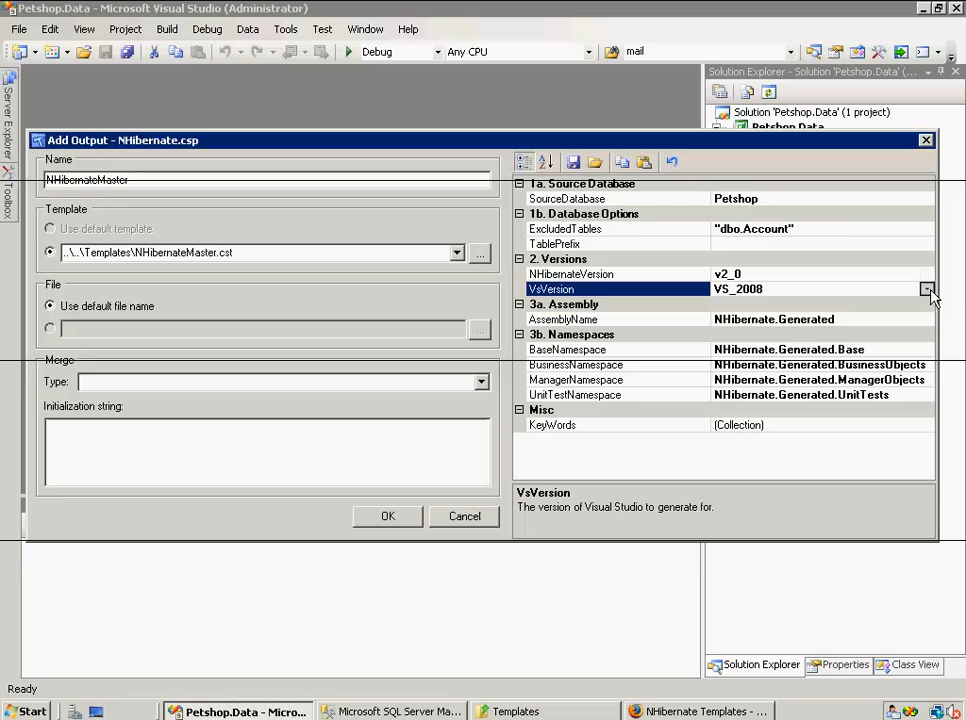 Petshop.Data - Microsoft Visual Studio (Administrator)
File Edit View Project Build Debug Data Tools Test Window Help
Debug Any CPU mail
Server Explorer
Toolbox
Solution Explorer - Solution 'Petshop.Data' (...
Solution 'Petshop.Data' (1 project)
Petshop.Data
Add Output - NHibernate.csp
Name
NHibernateMaster
Template
Use default template
..\..\Templates\NHibernateMaster.cst
...
File
Use default file name
...
Merge
Type:
Initialization string:
OK Cancel
1a. Source Database
SourceDatabase Petshop
1b. Database Options
ExcludedTables "dbo.Account"
TablePrefix
2. Versions
NHibernateVersion v2_0
VsVersion VS_2008
3a. Assembly
AssemblyName NHibernate.Generated
3b. Namespaces
BaseNamespace NHibernate.Generated.Base
BusinessNamespace NHibernate.Generated.BusinessObjects
ManagerNamespace NHibernate.Generated.ManagerObjects
UnitTestNamespace NHibernate.Generated.UnitTests
Misc
KeyWords (Collection)
VsVersion
The version of Visual Studio to generate for.
Solution Explorer Properties Class View
Ready
Start Petshop.Data - Micro... Microsoft SQL Server Ma... Templates NHibernate Templates - ...